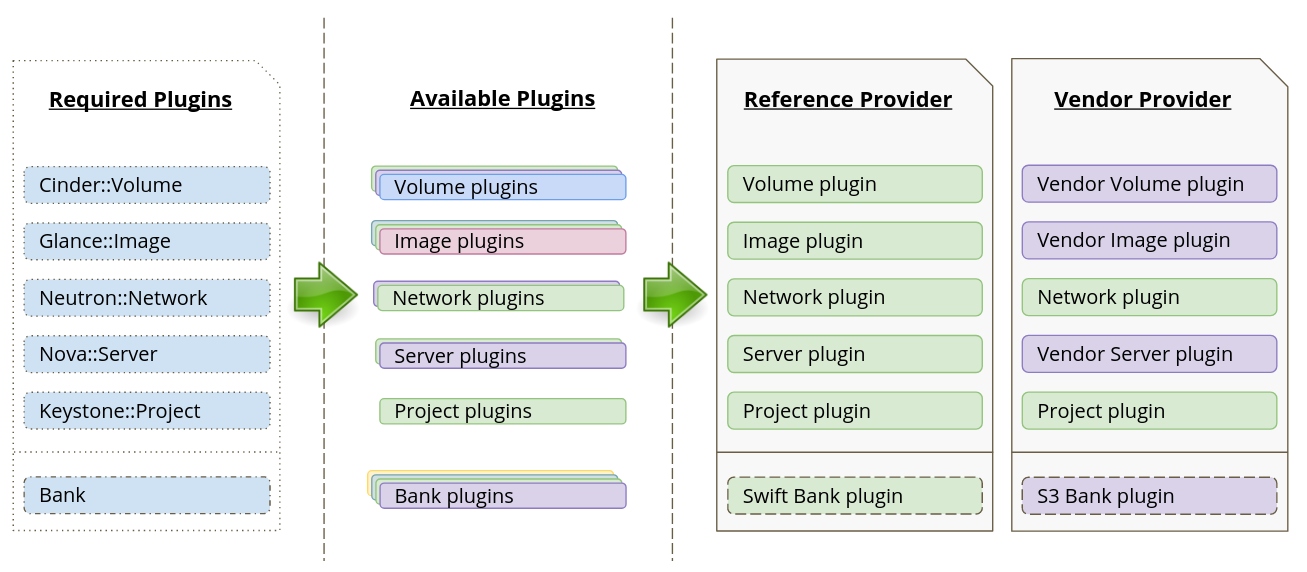 Required Plugins
Cinder::Volume
Glance::Image
Neutron::Network
Nova::Server
Keystone::Project
Bank
Available Plugins
Volume plugins
Image plugins
Network plugins
Server plugins
Project plugins
Bank plugins
Reference Provider
Volume plugin
Image plugin
Network plugin
Server plugin
Project plugin
Swift Bank plugin
Vendor Provider
Vendor Volume plugin
Vendor Image plugin
Network plugin
Vendor Server plugin
Project plugin
S3 Bank plugin